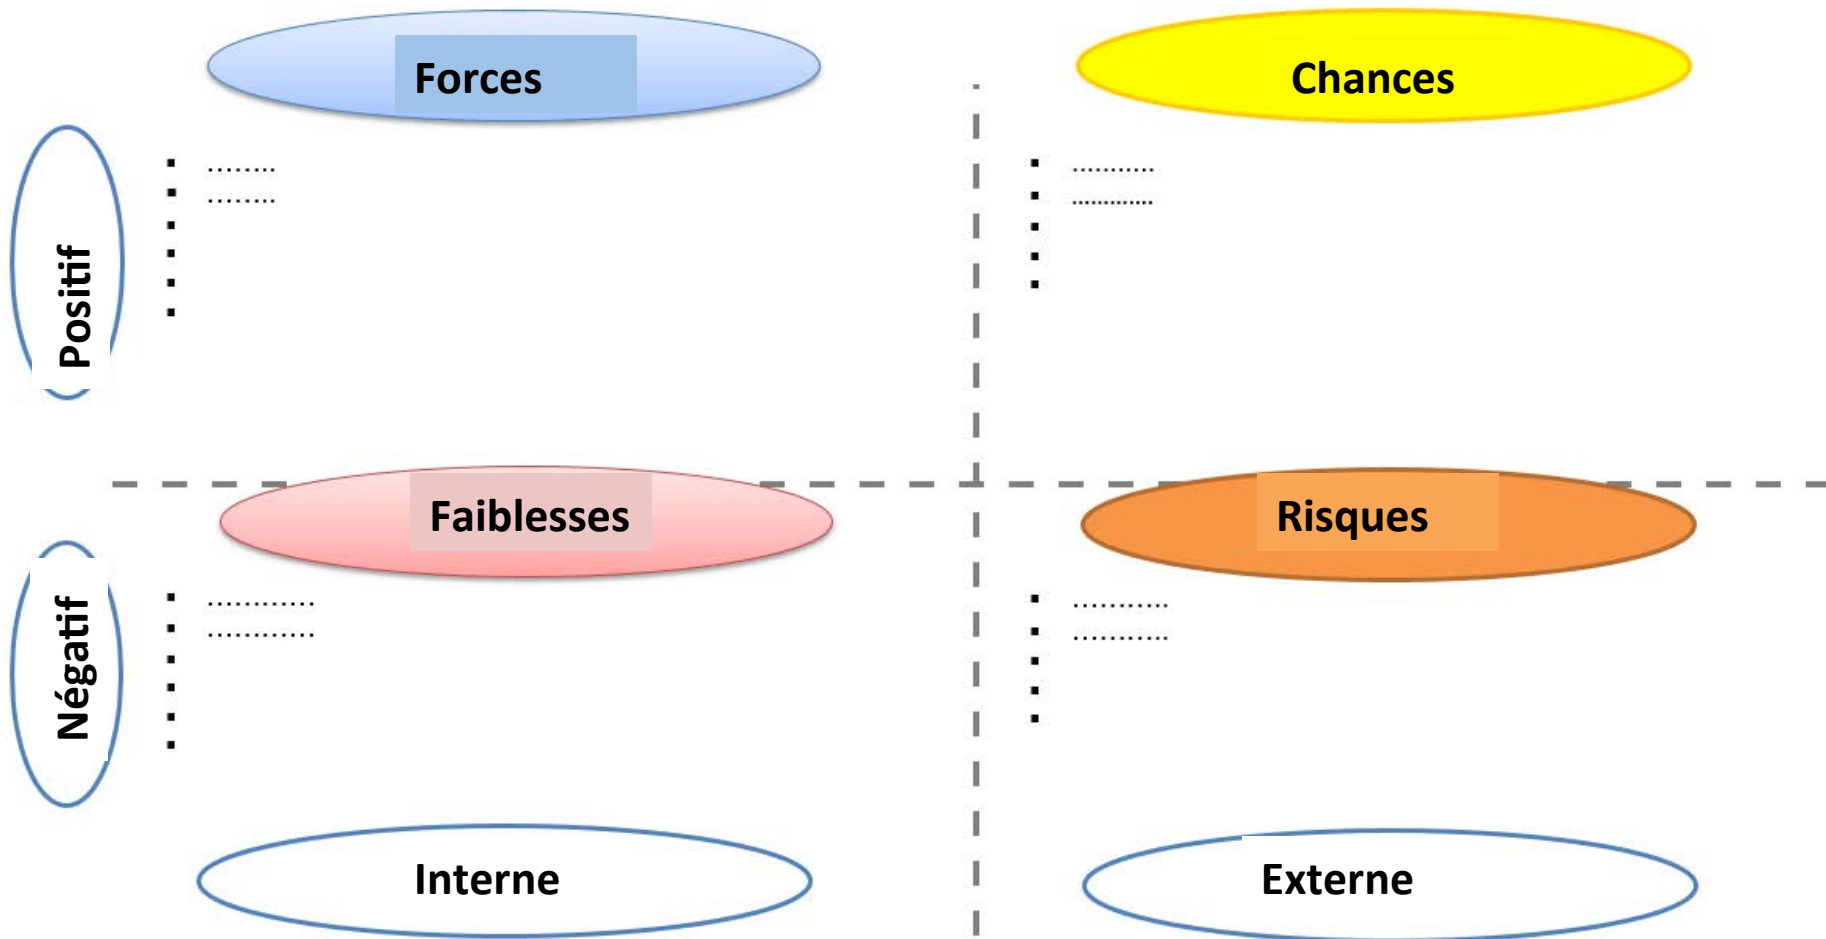 Forces
Chances
Positif
▪ ........
▪ ........
▪
▪
▪
▪
▪ ...........
▪ .............
▪
▪
▪
Faiblesses
Risques
Négatif
▪ ............
▪ ............
▪
▪
▪
▪
▪ ...........
▪ ...........
▪
▪
▪
Interne
Externe